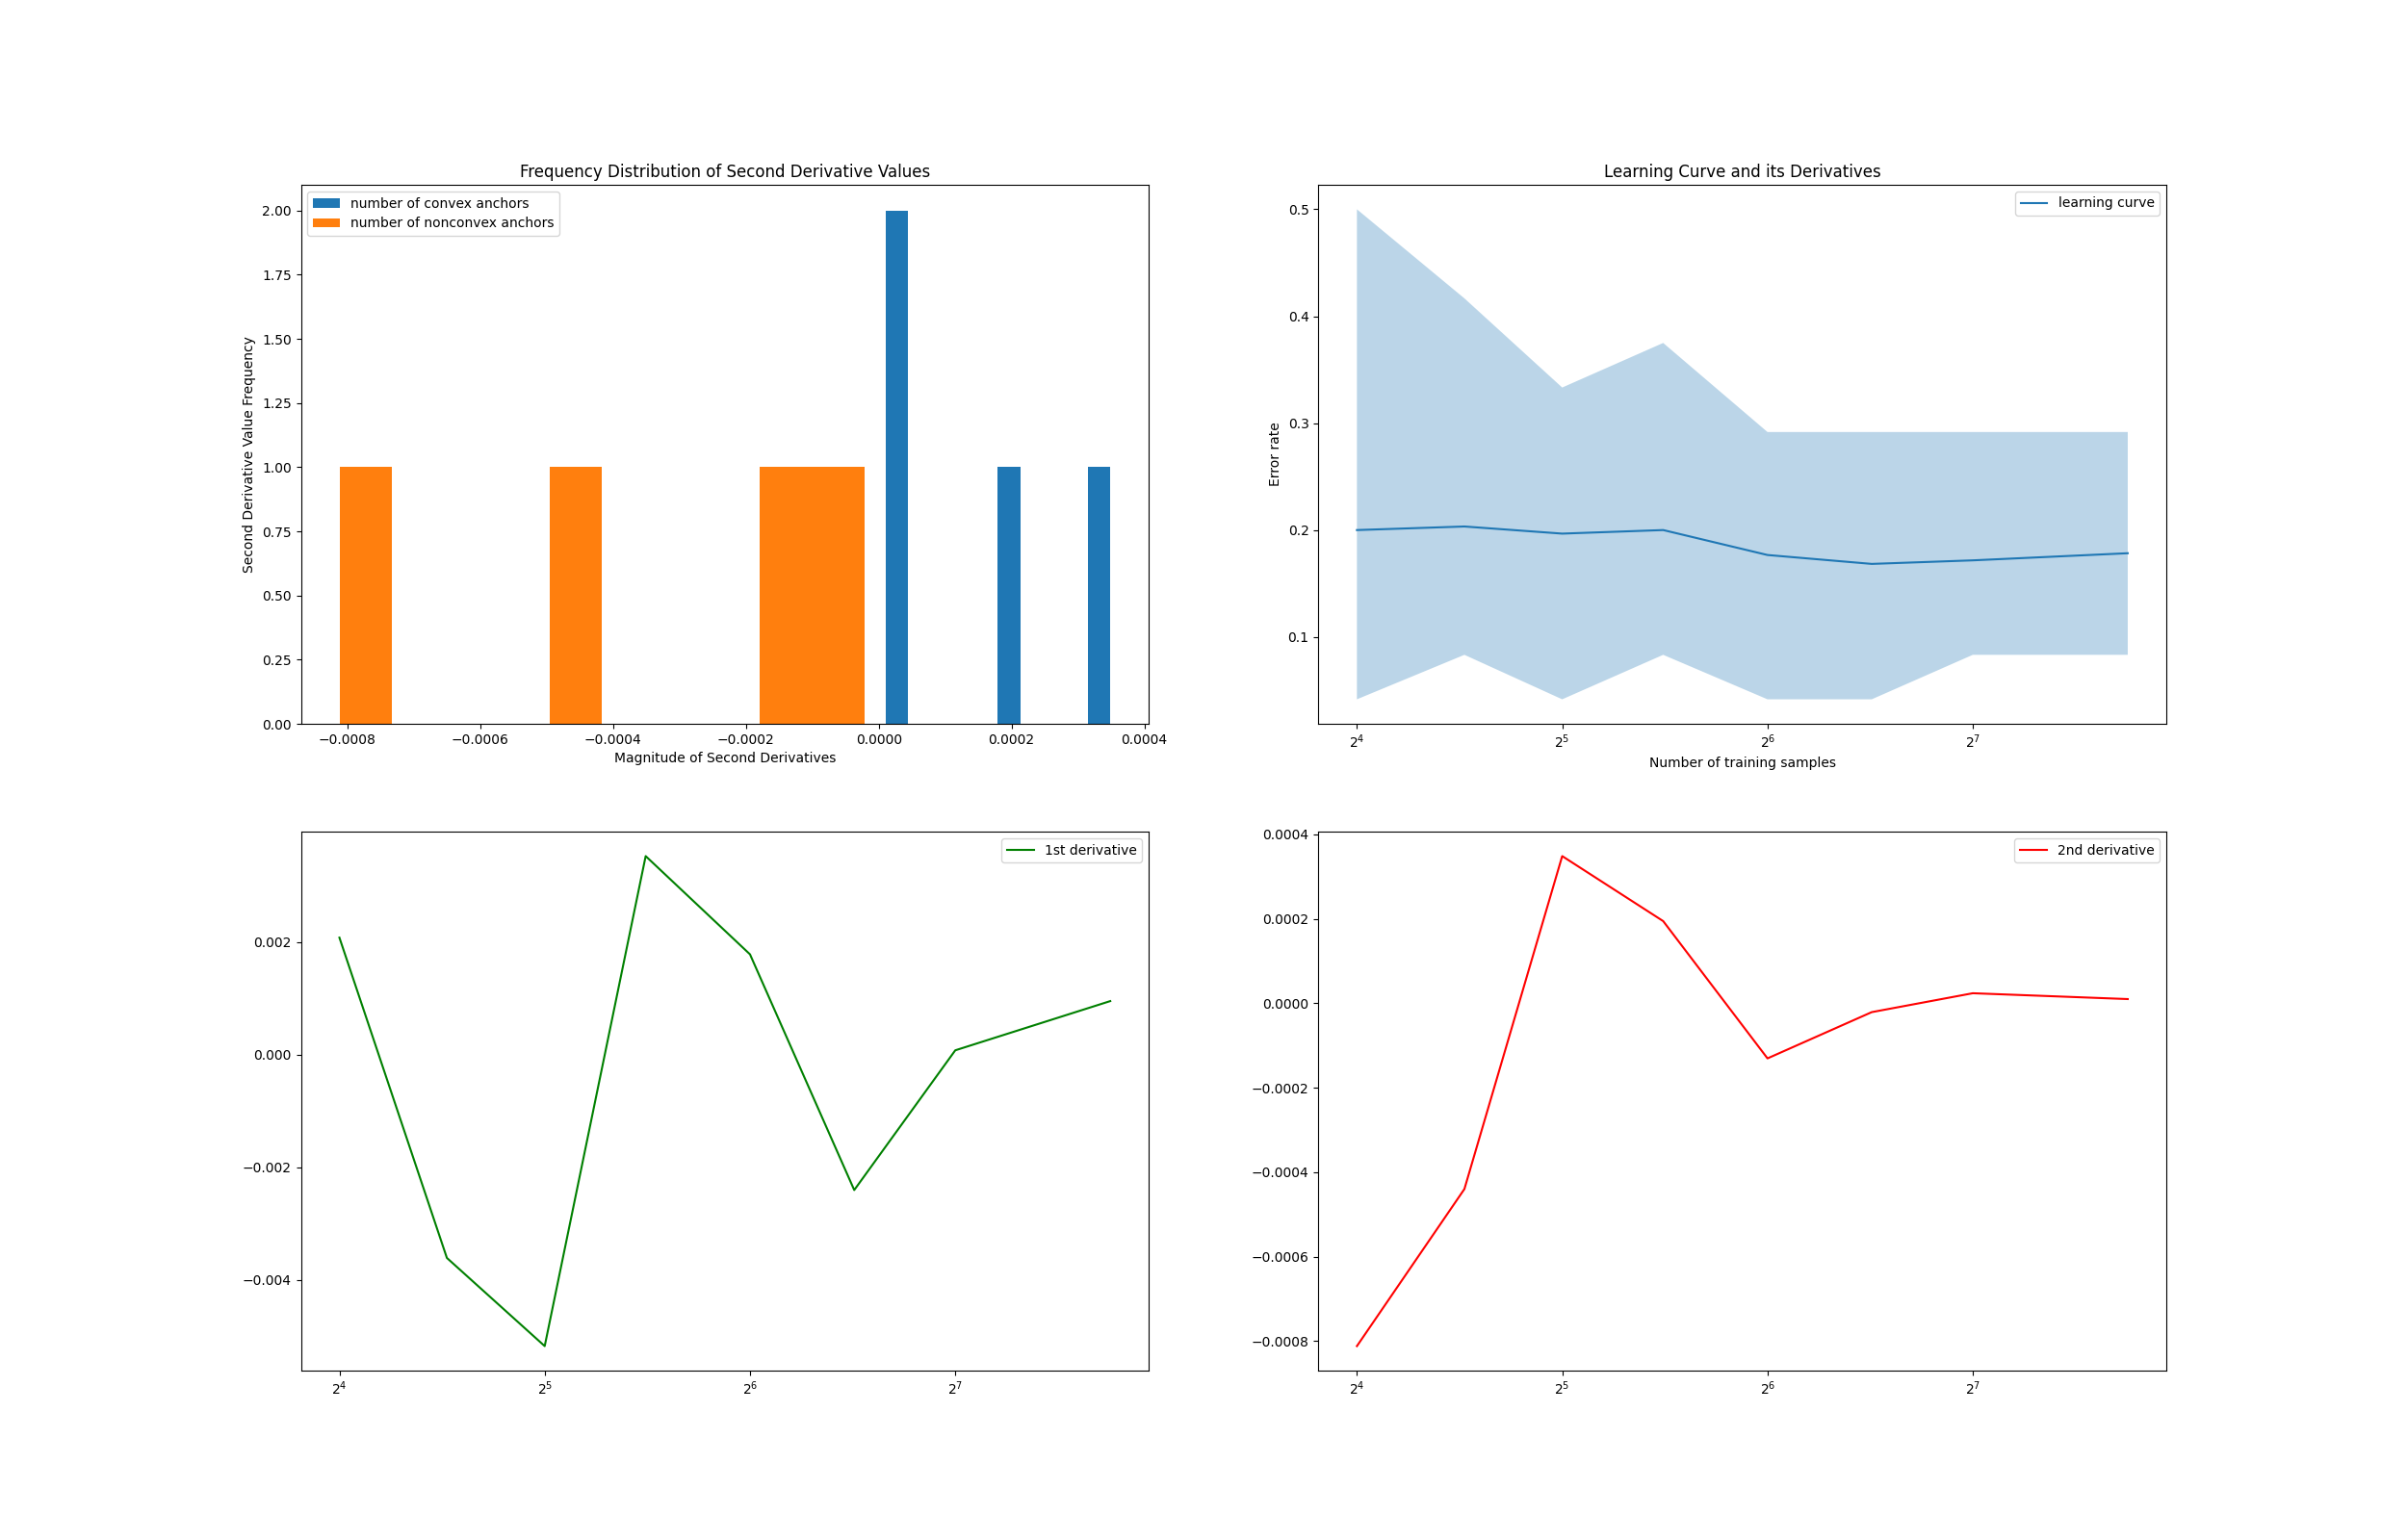 Frequency Distribution of Second Derivative Values
number of convex anchors
number of nonconvex anchors
2.00
1.75
1.50
1.25
1.00
0.75
0.50
0.25
0.00
Second Derivative Value Frequency
−0.0008 −0.0006 −0.0004 −0.0002 0.0000 0.0002 0.0004
Magnitude of Second Derivatives
Learning Curve and its Derivatives
learning curve
0.5
0.4
0.3
0.2
0.1
Error rate
2⁴ 2⁵ 2⁶ 2⁷
Number of training samples
1st derivative
0.002
0.000
−0.002
−0.004
2⁴ 2⁵ 2⁶ 2⁷
2nd derivative
0.0004
0.0002
0.0000
−0.0002
−0.0004
−0.0006
−0.0008
2⁴ 2⁵ 2⁶ 2⁷